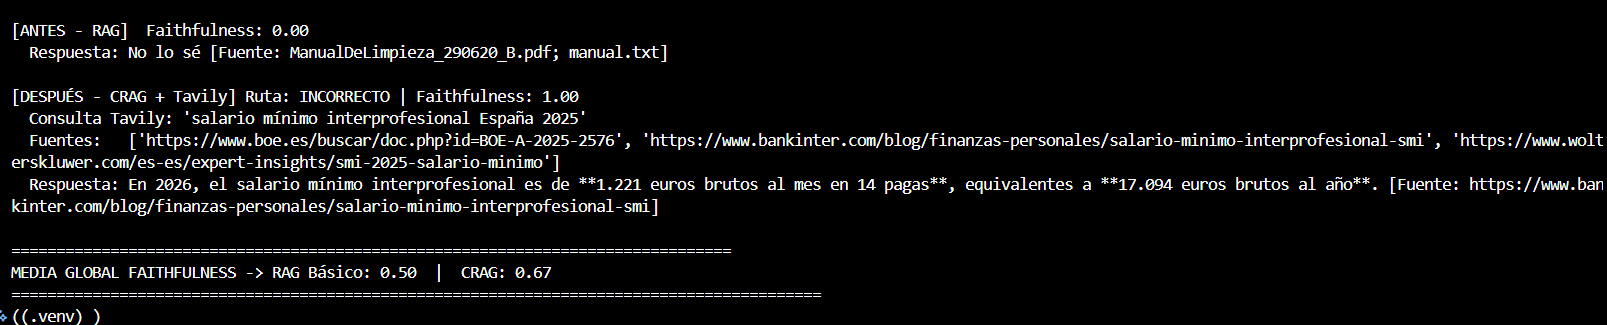 [ANTES - RAG]  Faithfulness: 0.00
  Respuesta: No lo sé [Fuente: ManualDeLimpieza_290620_B.pdf; manual.txt]

[DESPUÉS - CRAG + Tavily] Ruta: INCORRECTO | Faithfulness: 1.00
  Consulta Tavily: 'salario mínimo interprofesional España 2025'
  Fuentes:   ['https://www.boe.es/buscar/doc.php?id=BOE-A-2025-2576', 'https://www.bankinter.com/blog/finanzas-personales/salario-minimo-interprofesional-smi', 'https://www.wolt
erskluwer.com/es-es/expert-insights/smi-2025-salario-minimo']
  Respuesta: En 2026, el salario mínimo interprofesional es de **1.221 euros brutos al mes en 14 pagas**, equivalentes a **17.094 euros brutos al año**. [Fuente: https://www.ban
kinter.com/blog/finanzas-personales/salario-minimo-interprofesional-smi]

================================================================================
MEDIA GLOBAL FAITHFULNESS -> RAG Básico: 0.50  |  CRAG: 0.67
==========================================================================================
((.venv) )